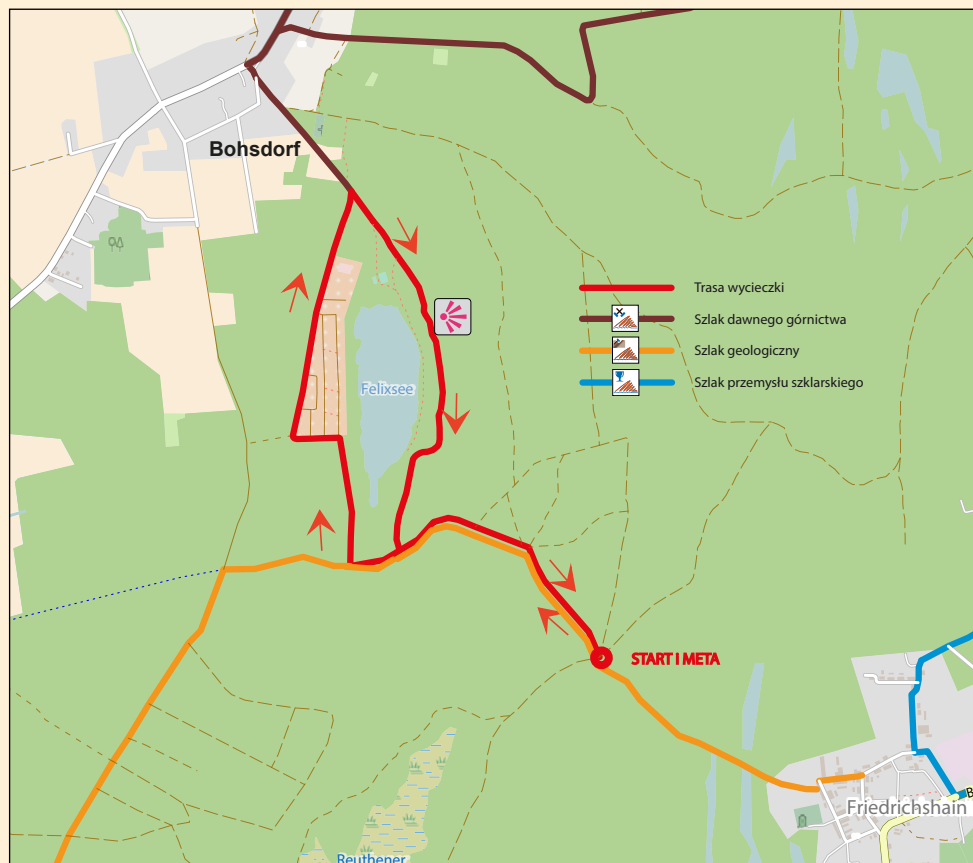 Bohsdorf
Trasa wycieczki
Szlak dawnego górnictwa
Szlak geologiczny
Szlak przemysłu szklarskiego
Felixsee
START I META
Friedrichshain
B
Reuthener